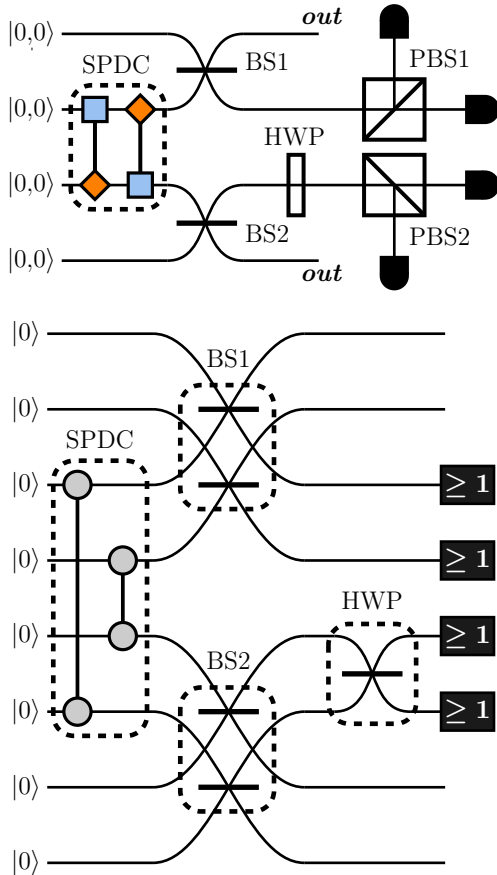 |0,0⟩ out
BS1 PBS1
SPDC
|0,0⟩
HWP
|0,0⟩
BS2 PBS2
|0,0⟩ out
|0⟩
BS1
|0⟩
SPDC
|0⟩ ≥ 1
|0⟩ ≥ 1
HWP
|0⟩ ≥ 1
BS2
|0⟩ ≥ 1
|0⟩
|0⟩